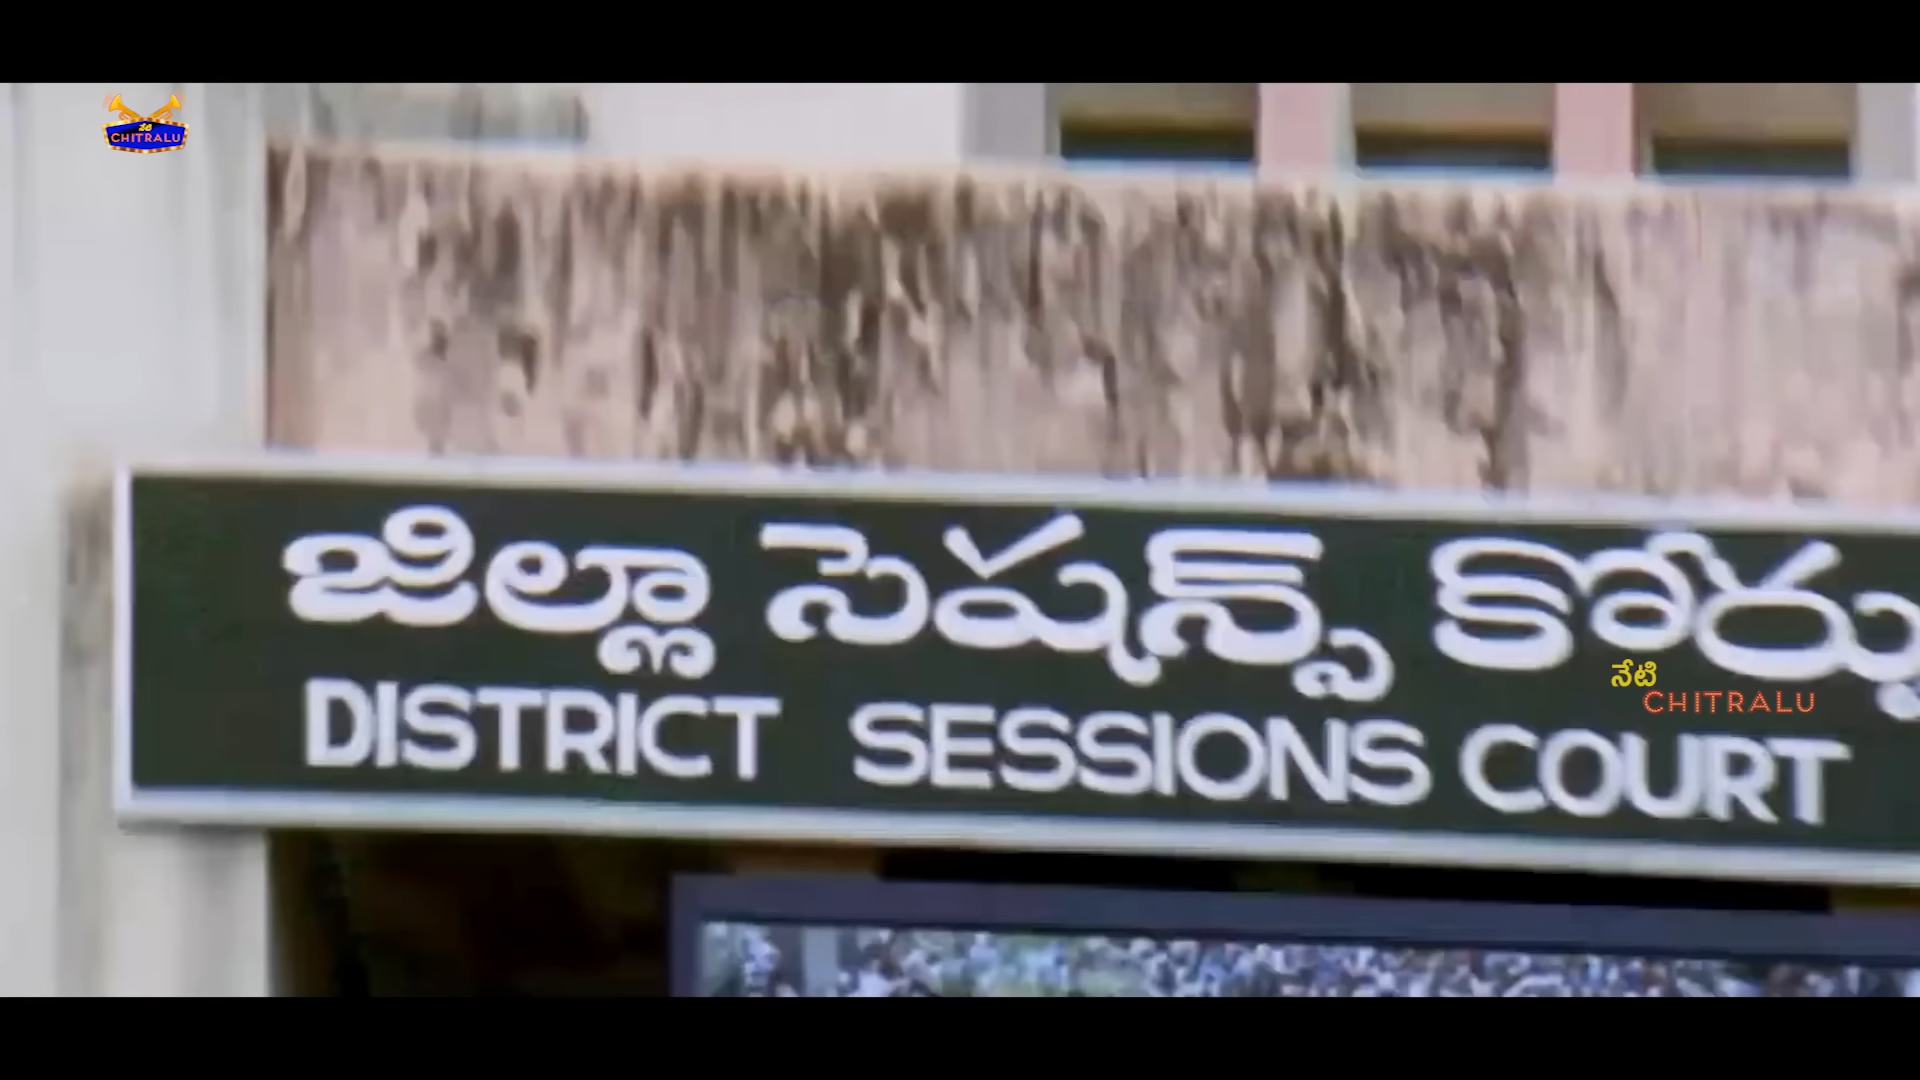 నేటి
CHITRALU
జిల్లా సెషన్స్ కోర్టు
DISTRICT SESSIONS COURT
నేటి
CHITRALU